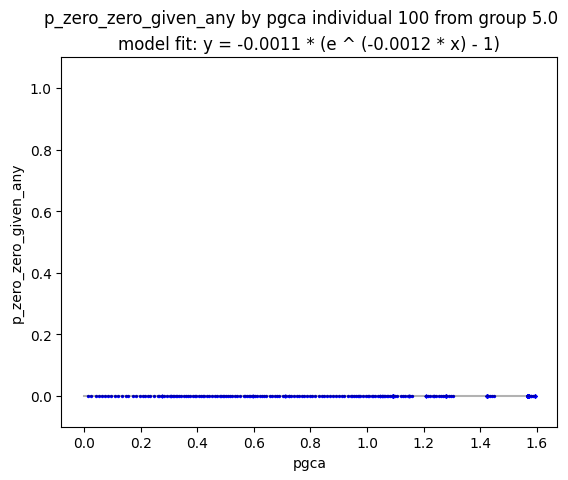 p_zero_zero_given_any by pgca individual 100 from group 5.0
model fit: y = -0.0011 * (e ^ (-0.0012 * x) - 1)
1.0
0.8
0.6
0.4
0.2
0.0
p_zero_zero_given_any
0.0 0.2 0.4 0.6 0.8 1.0 1.2 1.4 1.6
pgca